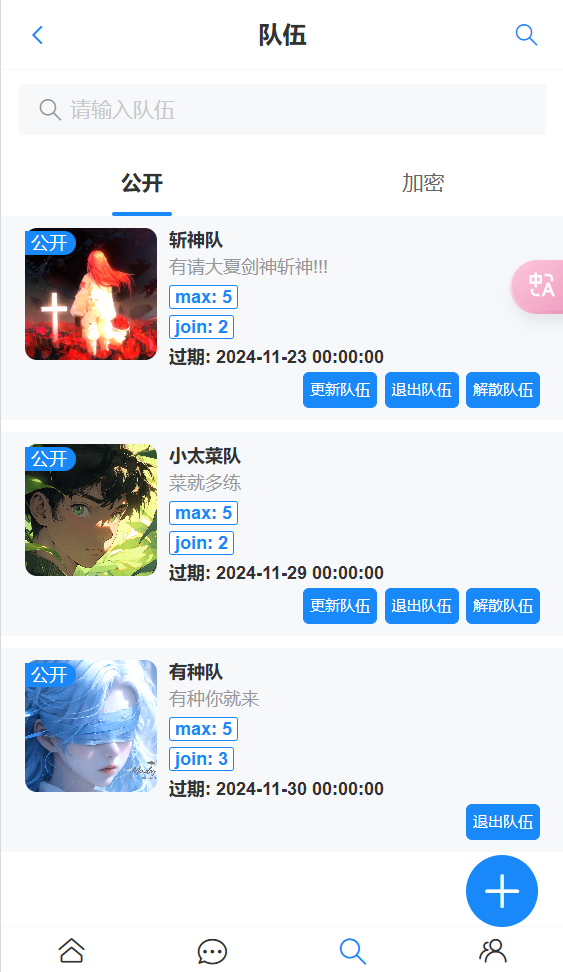 队伍
请输入队伍
公开
加密
公开
斩神队
有请大夏剑神斩神!!!
max: 5
join: 2
过期: 2024-11-23 00:00:00
更新队伍
退出队伍
解散队伍
公开
小太菜队
菜就多练
max: 5
join: 2
过期: 2024-11-29 00:00:00
更新队伍
退出队伍
解散队伍
公开
有种队
有种你就来
max: 5
join: 3
过期: 2024-11-30 00:00:00
退出队伍
中A